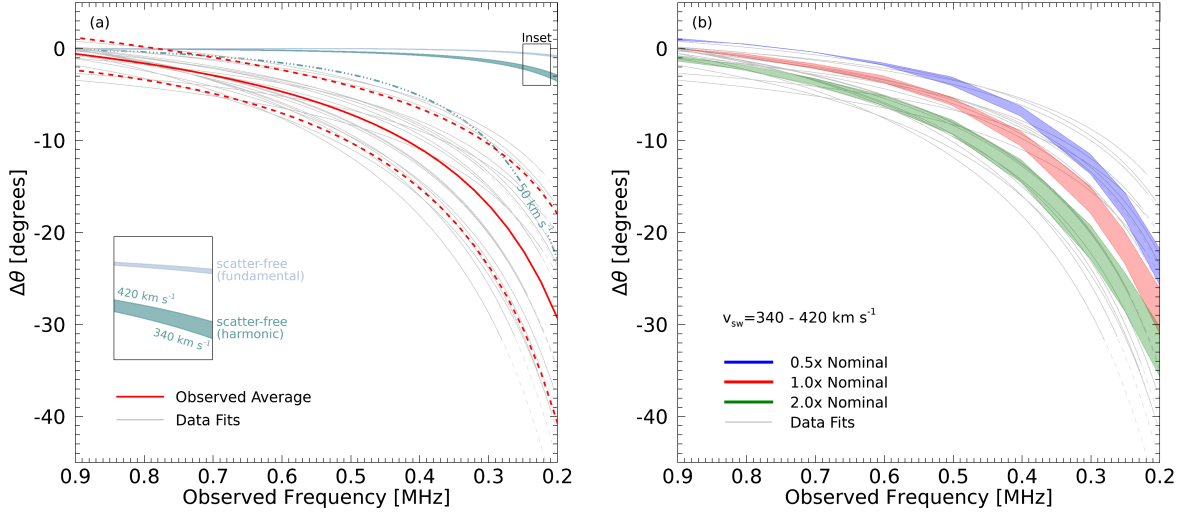 (a)
Inset
0
-10
-20
-30
-40
Δθ [degrees]
50 km s⁻¹
scatter-free
(fundamental)
420 km s⁻¹
340 km s⁻¹
scatter-free
(harmonic)
Observed Average
Data Fits
0.9 0.8 0.7 0.6 0.5 0.4 0.3 0.2
Observed Frequency [MHz]
(b)
0
-10
-20
-30
-40
Δθ [degrees]
vsw=340 - 420 km s⁻¹
0.5x Nominal
1.0x Nominal
2.0x Nominal
Data Fits
0.9 0.8 0.7 0.6 0.5 0.4 0.3 0.2
Observed Frequency [MHz]